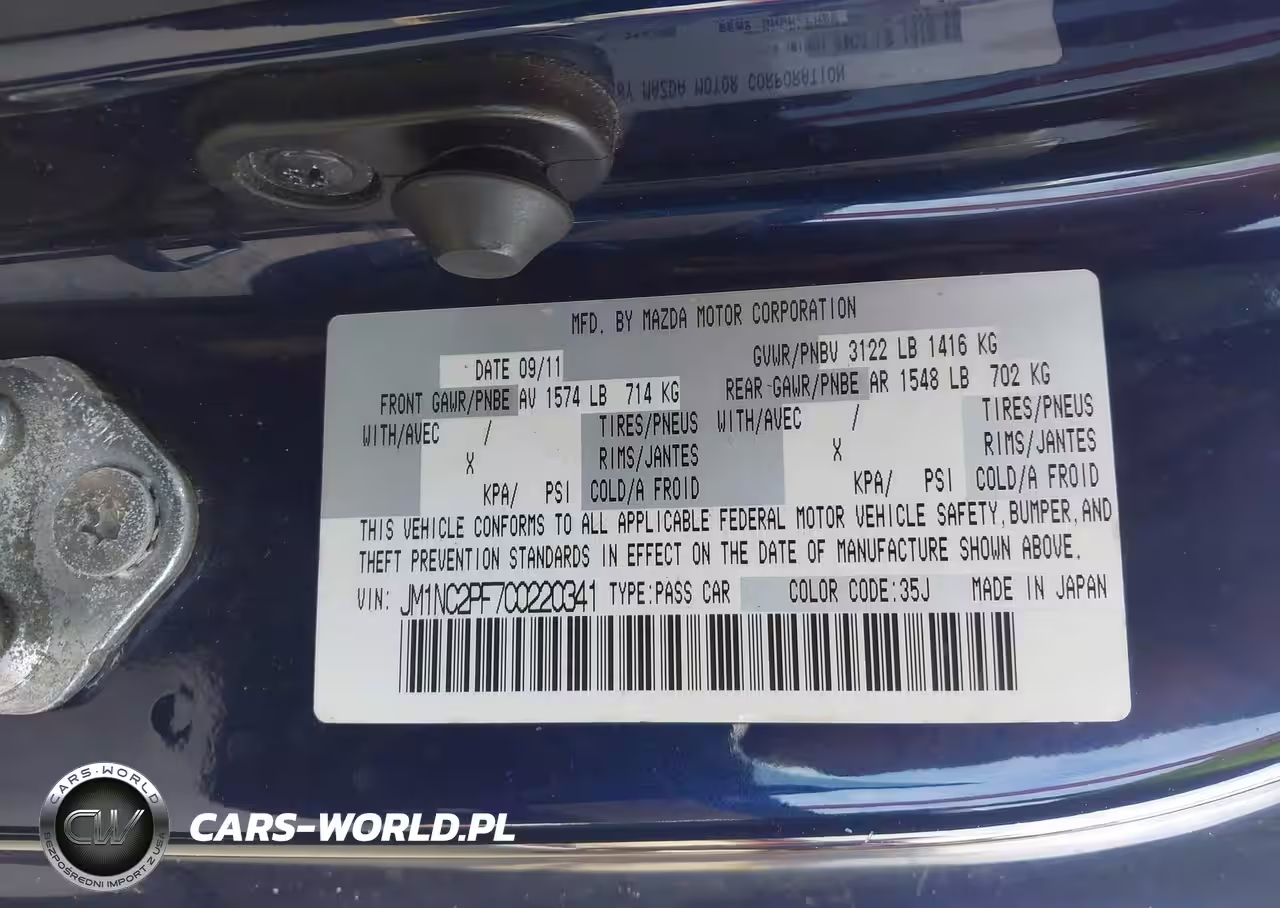 MFD. BY MAZDA MOTOR CORPORATION
DATE 09/11 GVWR/PNBV 3122 LB 1416 KG
FRONT GAWR/PNBE AV 1574 LB 714 KG REAR GAWR/PNBE AR 1548 LB 702 KG
WITH/AVEC / TIRES/PNEUS WITH/AVEC / TIRES/PNEUS
X RIMS/JANTES X RIMS/JANTES
KPA/ PSI COLD/A FROID KPA/ PSI COLD/A FROID
THIS VEHICLE CONFORMS TO ALL APPLICABLE FEDERAL MOTOR VEHICLE SAFETY, BUMPER, AND
THEFT PREVENTION STANDARDS IN EFFECT ON THE DATE OF MANUFACTURE SHOWN ABOVE.
VIN: JM1NC2PF7C0220341 TYPE:PASS CAR COLOR CODE:35J MADE IN JAPAN
CARS-WORLD
CW
BEZPOŚREDNI IMPORT Z USA
CARS-WORLD.PL